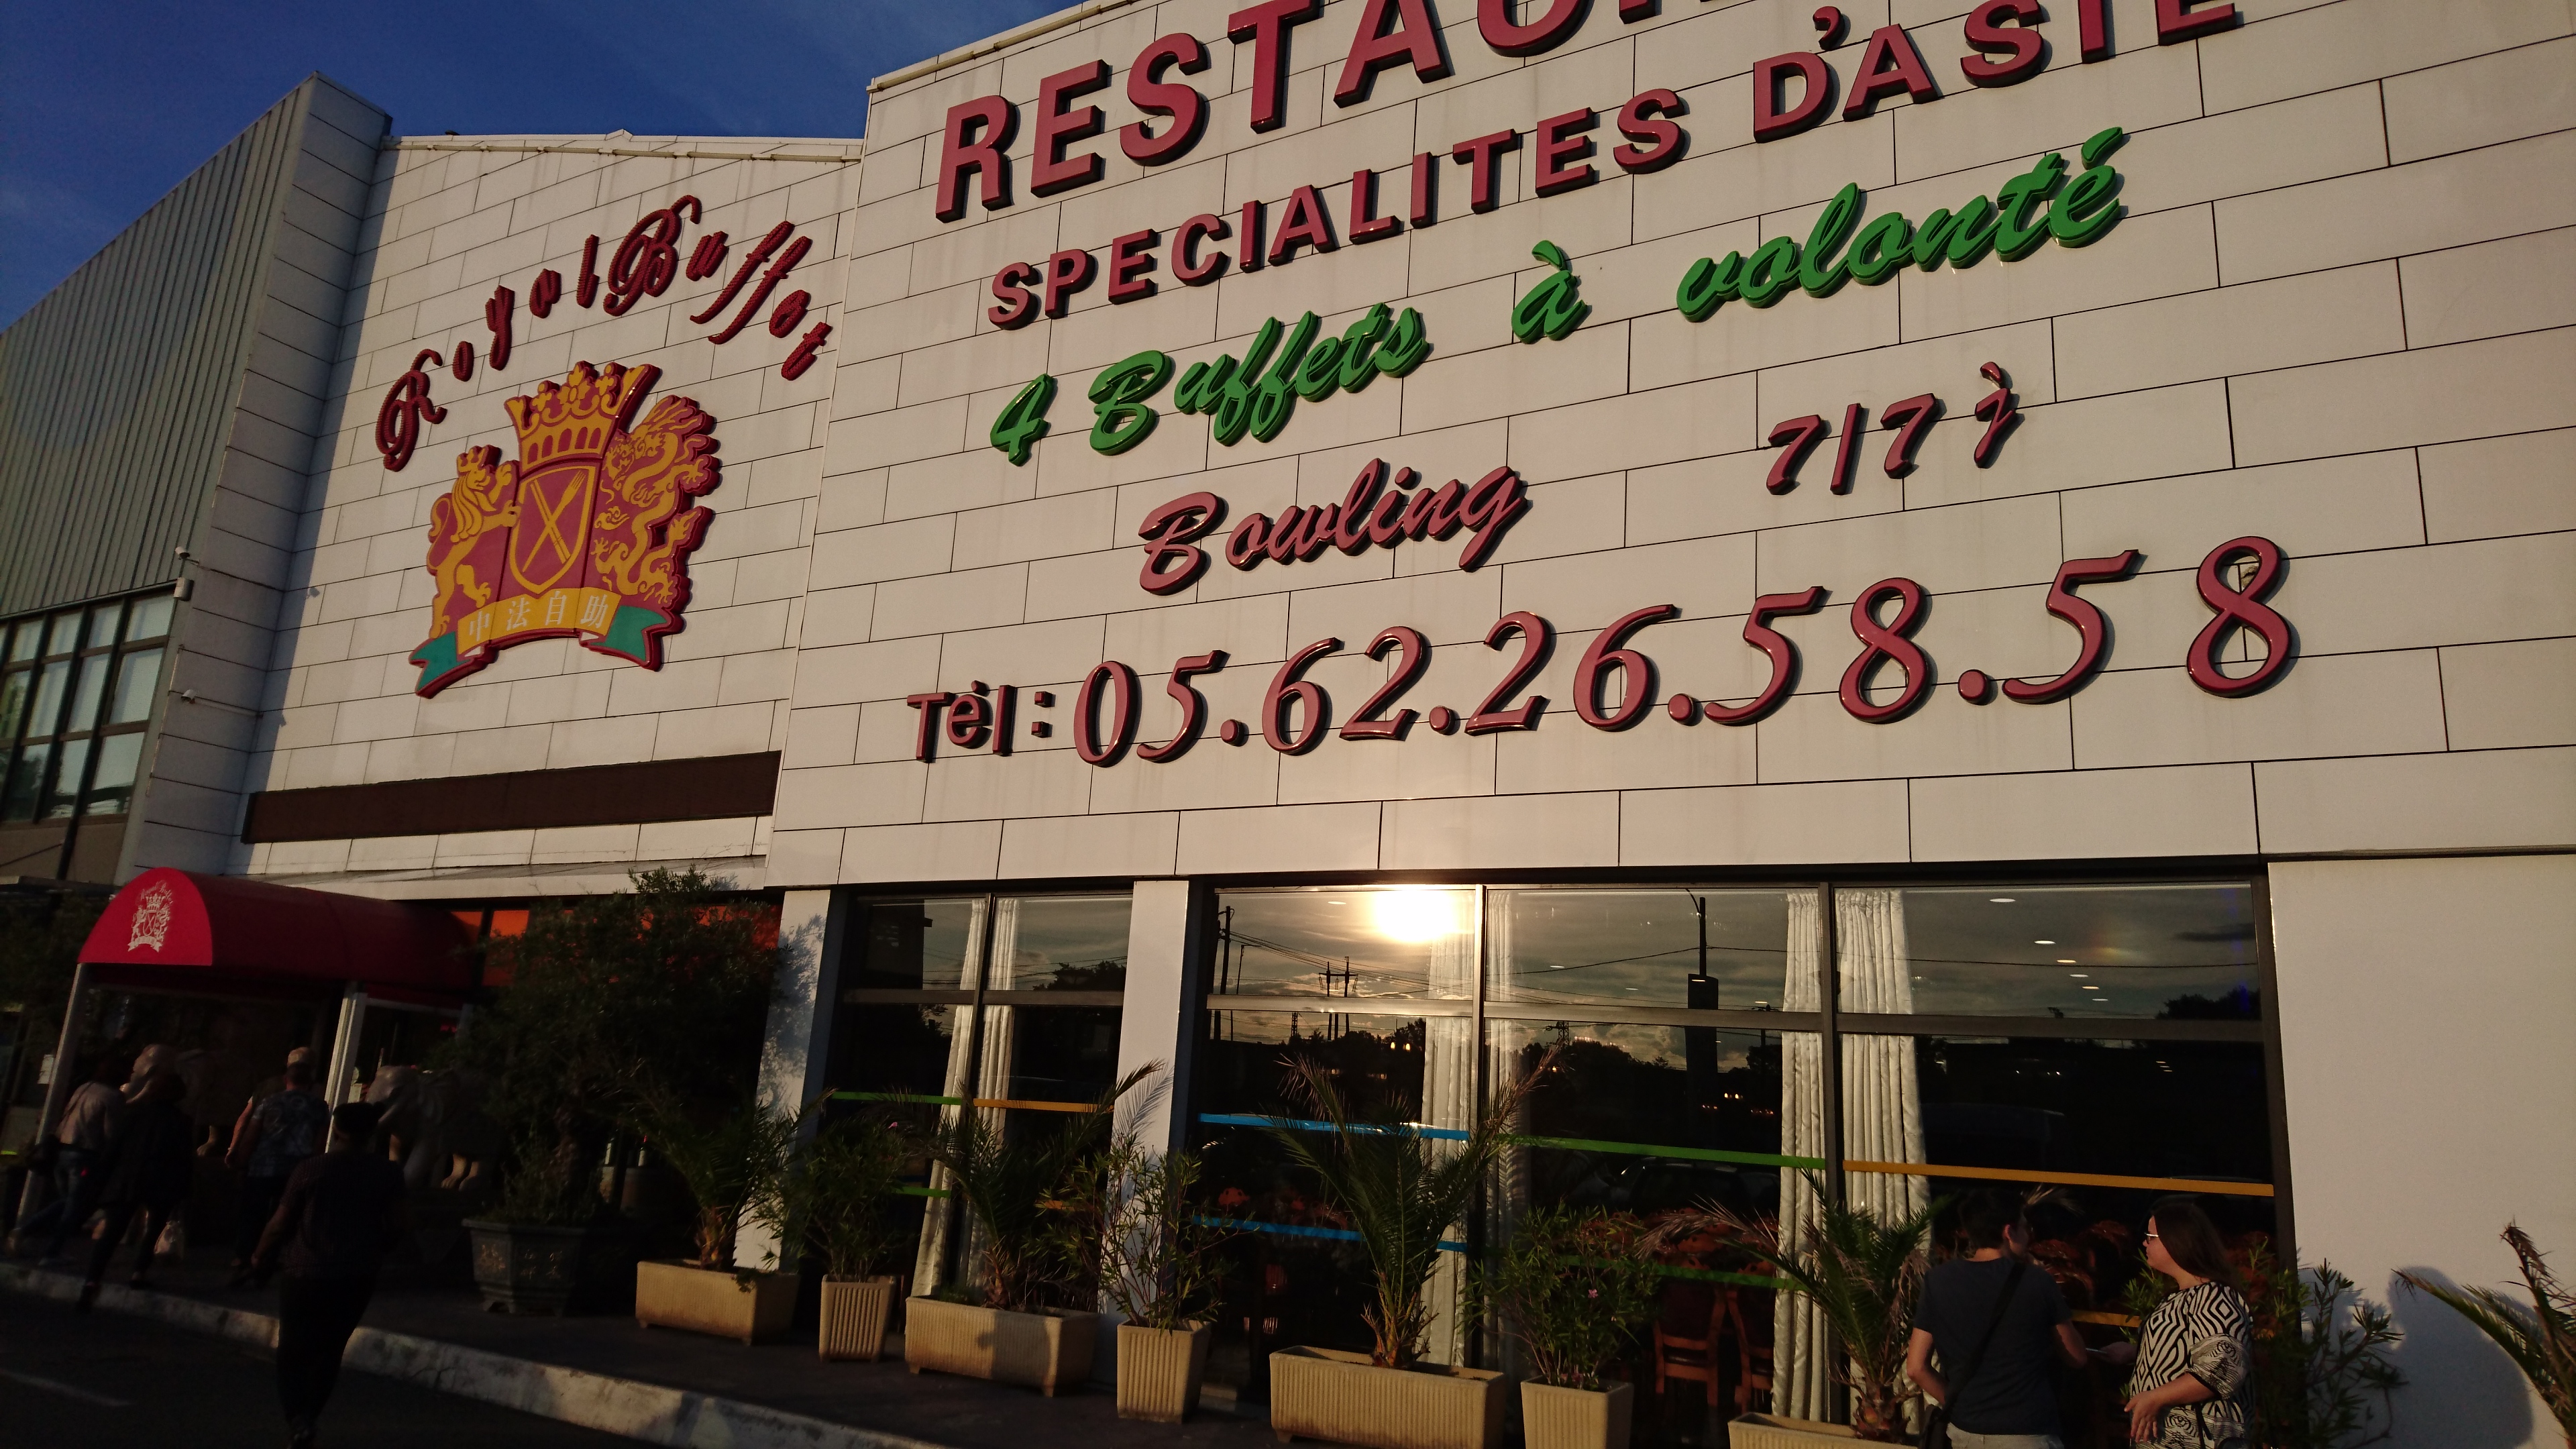 Royal Buffet
中法自助
RESTAU
SPECIALITES D'ASIE
4 Buffets à volonté
Bowling 7/7 j
Tèl : 05.62.26.58.58